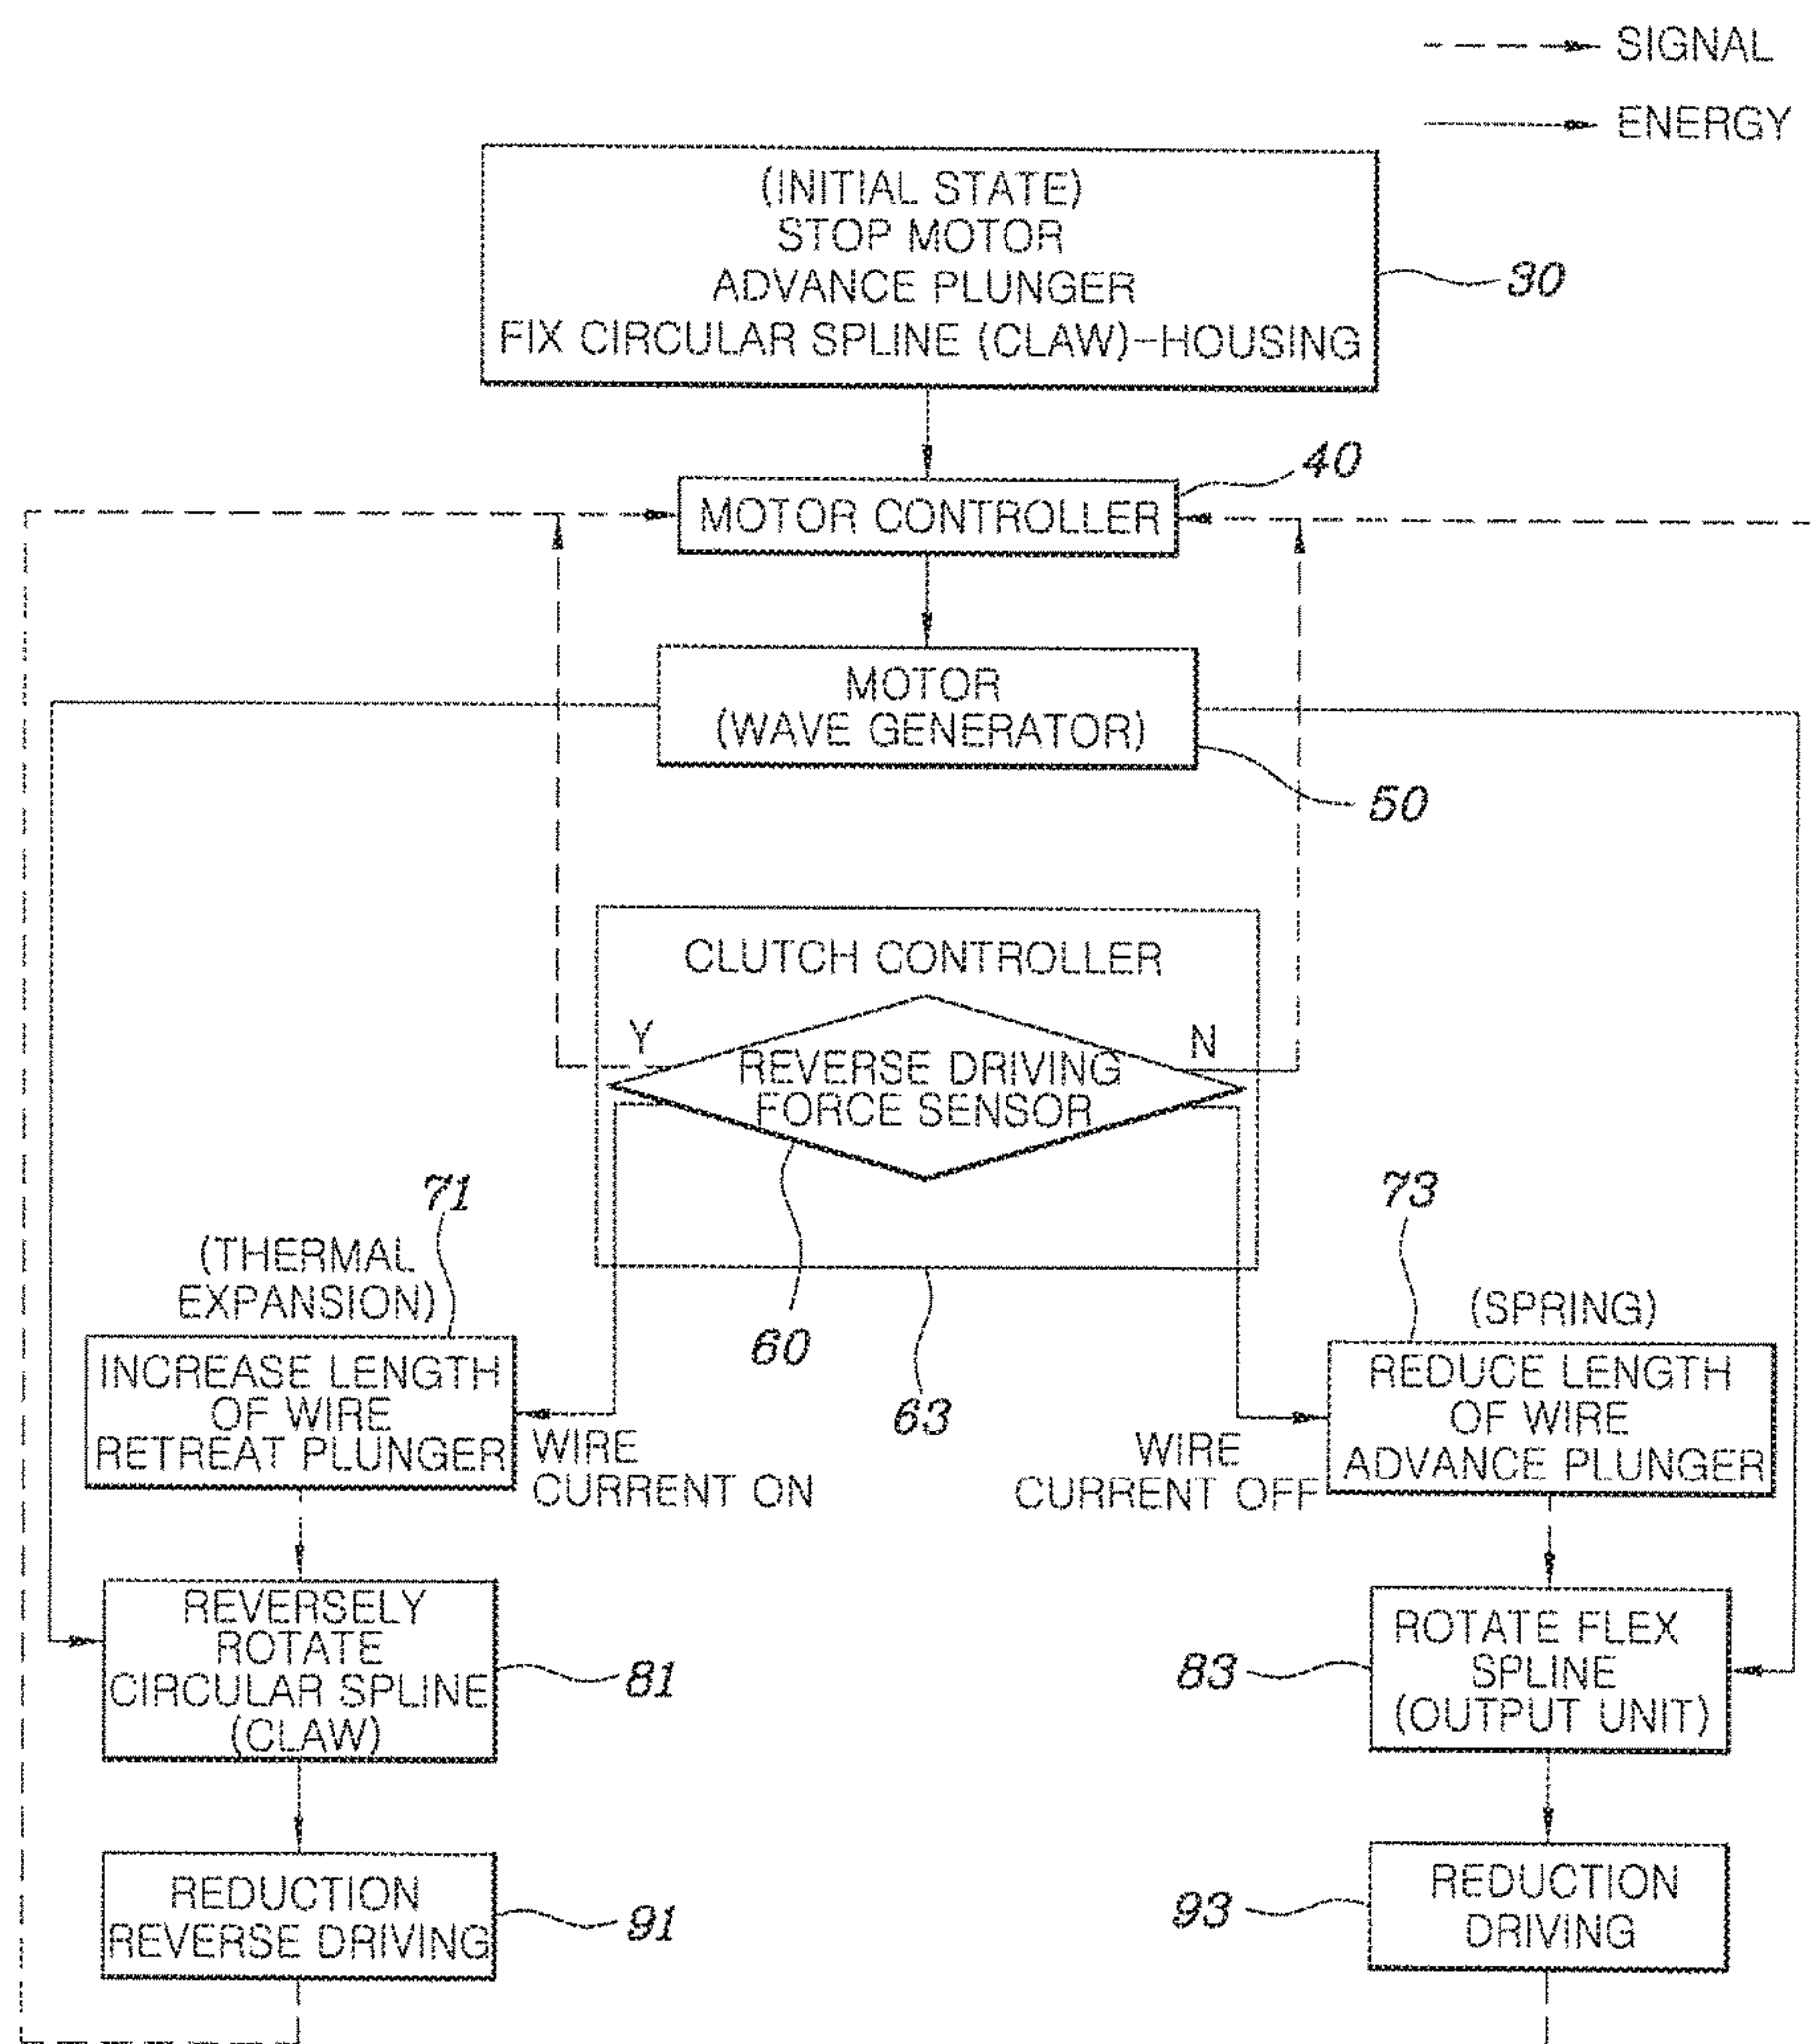 SIGNAL
ENERGY
(INITIAL STATE)
STOP MOTOR
ADVANCE PLUNGER
FIX CIRCULAR SPLINE (CLAW)-HOUSING
30
40
MOTOR CONTROLLER
MOTOR
(WAVE GENERATOR)
50
CLUTCH CONTROLLER
Y
N
REVERSE DRIVING
FORCE SENSOR
60
63
71
(THERMAL
EXPANSION)
INCREASE LENGTH
OF WIRE
RETREAT PLUNGER
WIRE
CURRENT ON
73
(SPRING)
REDUCE LENGTH
OF WIRE
ADVANCE PLUNGER
WIRE
CURRENT OFF
REVERSELY
ROTATE
CIRCULAR SPLINE
(CLAW)
81
83
ROTATE FLEX
SPLINE
(OUTPUT UNIT)
REDUCTION
REVERSE DRIVING
91
93
REDUCTION
DRIVING